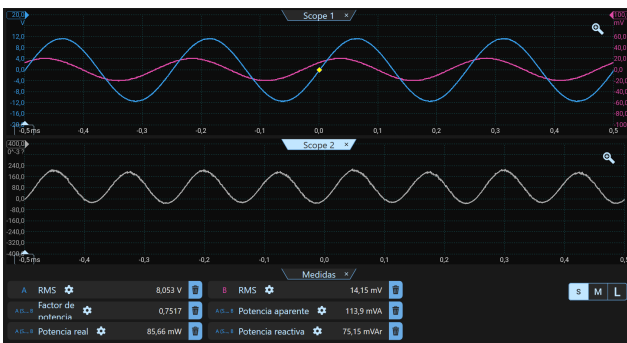 Scope 1 ×
20,0 100,
V mV
12,0 60,0
8,0 40,0
4,0 20,0
0,0 0,0
-4,0 -20,0
-8,0 -40,0
-12,0 -60,0
-16,0 -80,0
-20,0 -100
-0,5 ms -0,4 -0,3 -0,2 -0,1 0,0 0,1 0,2 0,3 0,4 0,5
Scope 2 ×
400,0
240,0
160,0
80,0
0,0
-80,0
-160,0
-240,0
-320,0
-400
-0,5 ms -0,4 -0,3 -0,2 -0,1 0,0 0,1 0,2 0,3 0,4 0,5
Medidas ×
A RMS 8,053 V B RMS 14,15 mV
S M L
Factor de potencia 0,7517 Potencia aparente 113,9 mVA
Potencia real 85,66 mW Potencia reactiva 75,15 mVAr